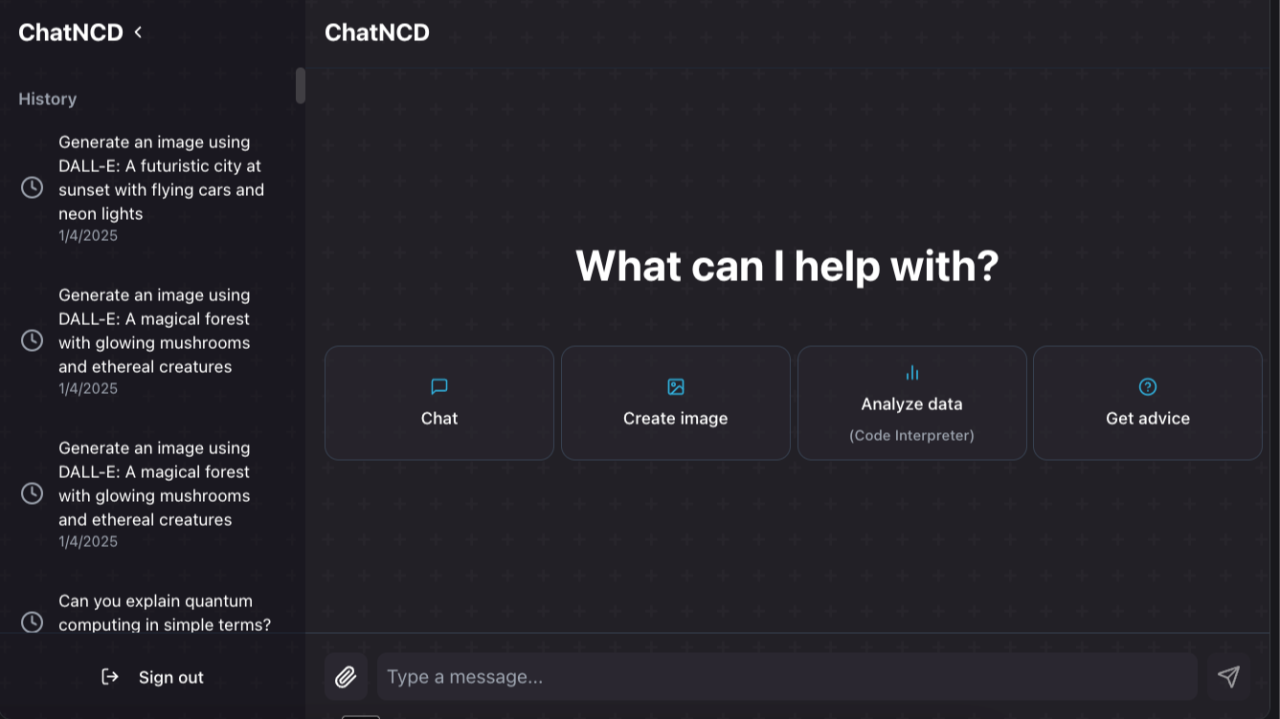 ChatNCD
ChatNCD
History
Generate an image using
DALL-E: A futuristic city at
sunset with flying cars and
neon lights
1/4/2025
Generate an image using
DALL-E: A magical forest
with glowing mushrooms
and ethereal creatures
1/4/2025
Generate an image using
DALL-E: A magical forest
with glowing mushrooms
and ethereal creatures
1/4/2025
Can you explain quantum
computing in simple terms?
Sign out
What can I help with?
Chat
Create image
Analyze data
(Code Interpreter)
Get advice
Type a message...